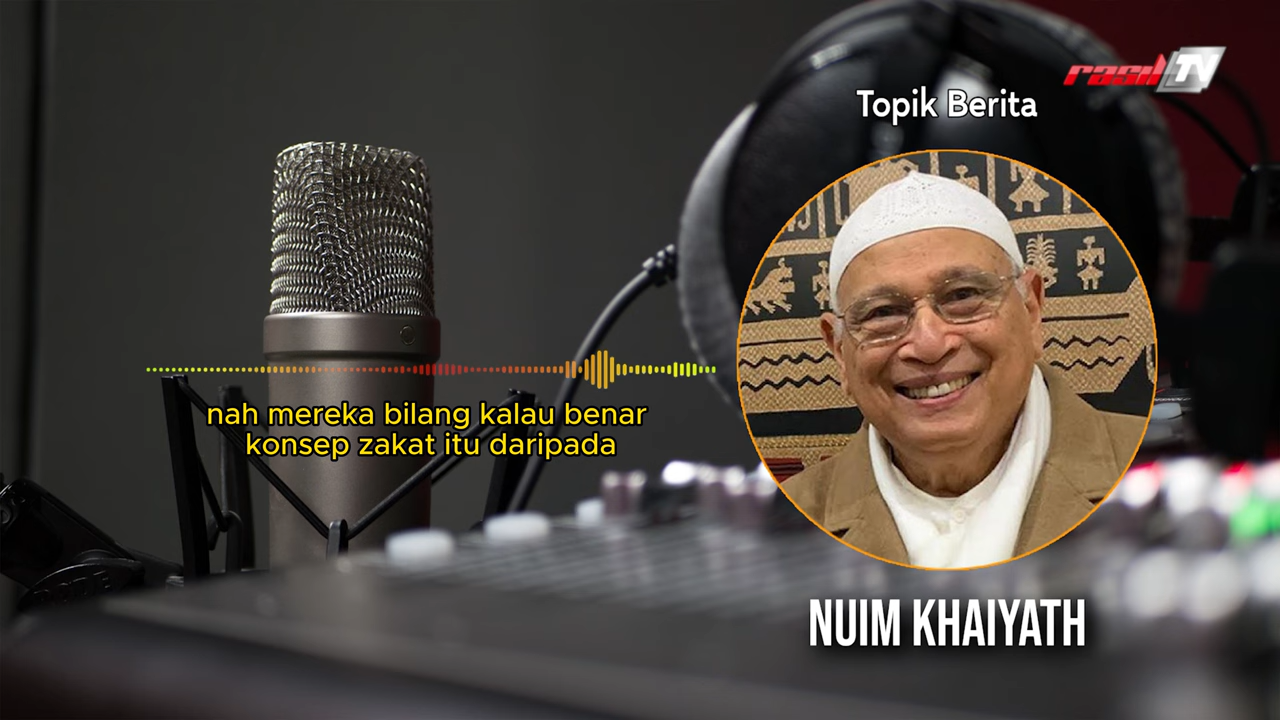 rasil TV
Topik Berita
nah mereka bilang kalau benar
konsep zakat itu daripada
NUIM KHAIYATH